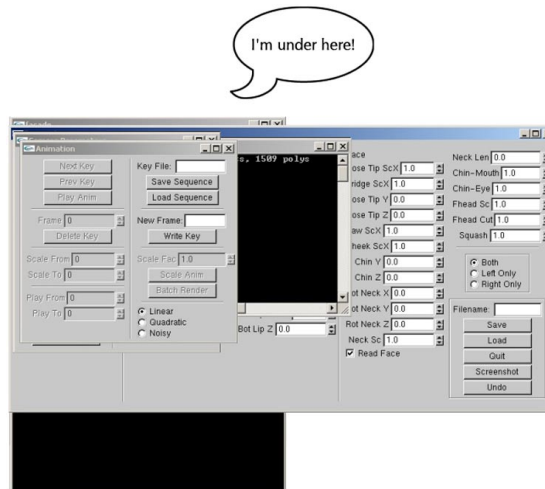 I'm under here!
Animation
Next Key
Prev Key
Play Anim
Frame 0
Delete Key
Scale From 0
Scale To 0
Play From 0
Play To 0
Key File:
Save Sequence
Load Sequence
New Frame:
Write Key
Scale Fac 1.0
Scale Anim
Batch Render
Linear
Quadratic
Noisy
s, 1509 polys
Bot Lip Z 0.0
ace
ose Tip ScX 1.0
ridge ScX 1.0
ose Tip Y 0.0
ose Tip Z 0.0
aw ScX 1.0
heek ScX 1.0
Chin Y 0.0
Chin Z 0.0
ot Neck X 0.0
ot Neck Y 0.0
Rot Neck Z 0.0
Neck Sc 1.0
Read Face
Neck Len 0.0
Chin-Mouth 1.0
Chin-Eye 1.0
Fhead Sc 1.0
Fhead Cut 1.0
Squash 1.0
Both
Left Only
Right Only
Filename:
Save
Load
Quit
Screenshot
Undo